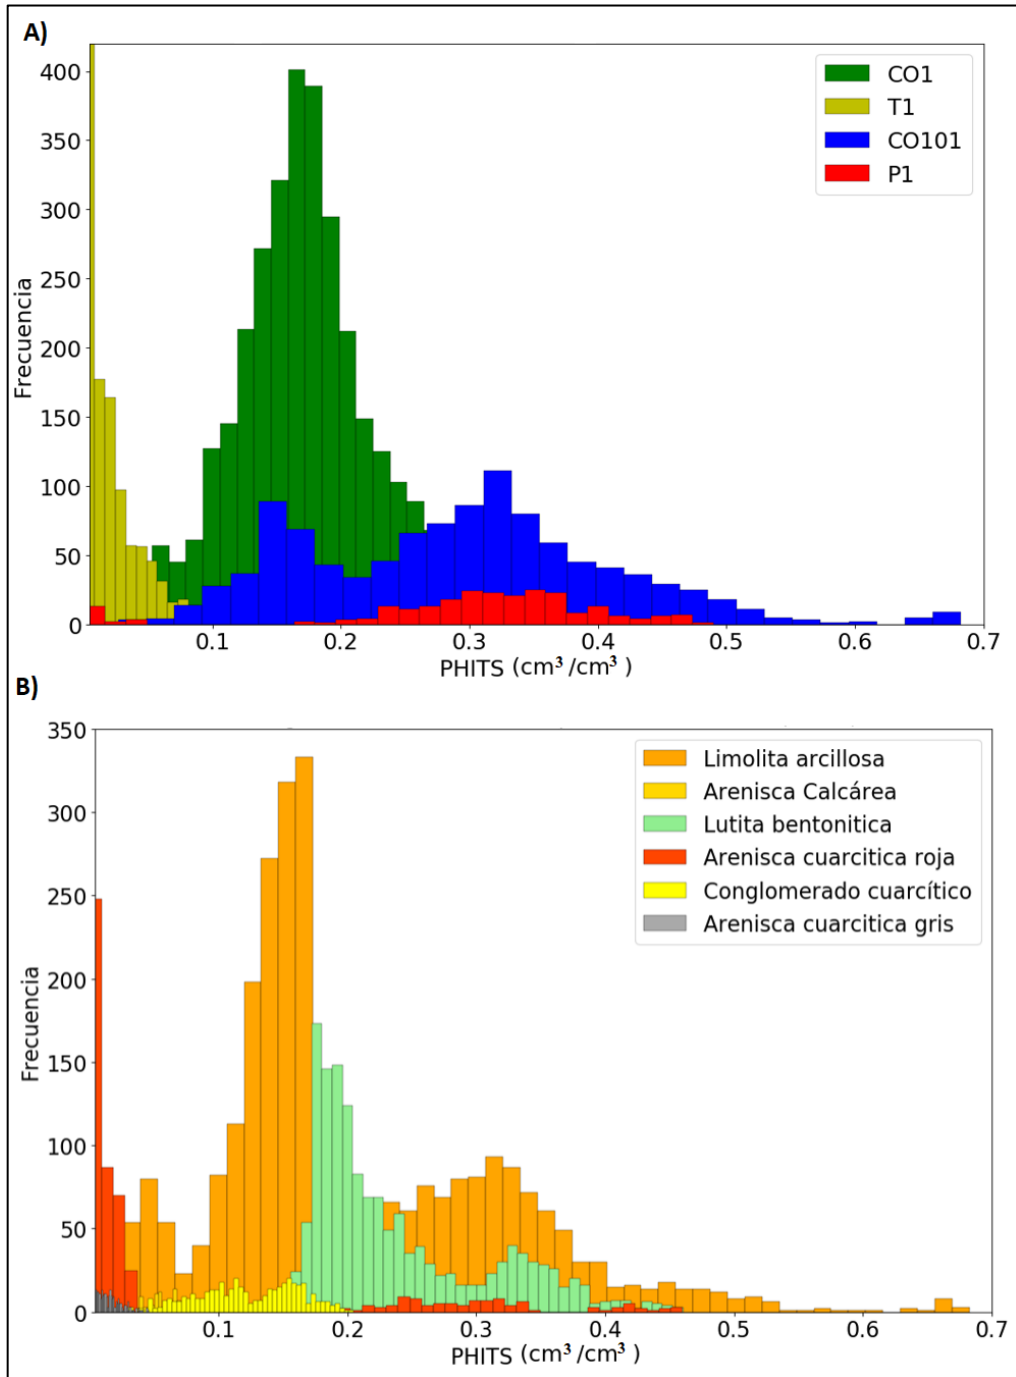 A)
400
350
300
250
200
150
100
50
0
Frecuencia
CO1
T1
CO101
P1
0.1 0.2 0.3 0.4 0.5 0.6 0.7
PHITS (cm³/cm³ )
B)
350
300
250
200
150
100
50
0
Frecuencia
Limolita arcillosa
Arenisca Calcárea
Lutita bentonitica
Arenisca cuarcitica roja
Conglomerado cuarcítico
Arenisca cuarcitica gris
0.1 0.2 0.3 0.4 0.5 0.6 0.7
PHITS (cm³/cm³ )